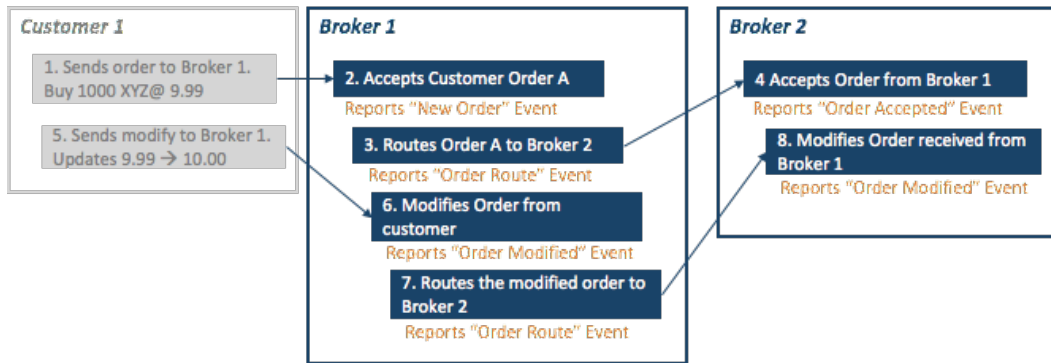 Customer 1
1. Sends order to Broker 1.
Buy 1000 XYZ@ 9.99
5. Sends modify to Broker 1.
Updates 9.99 → 10.00
Broker 1
2. Accepts Customer Order A
Reports "New Order" Event
3. Routes Order A to Broker 2
Reports "Order Route" Event
6. Modifies Order from
customer
Reports "Order Modified" Event
7. Routes the modified order to
Broker 2
Reports "Order Route" Event
Broker 2
4 Accepts Order from Broker 1
Reports "Order Accepted" Event
8. Modifies Order received from
Broker 1
Reports "Order Modified" Event